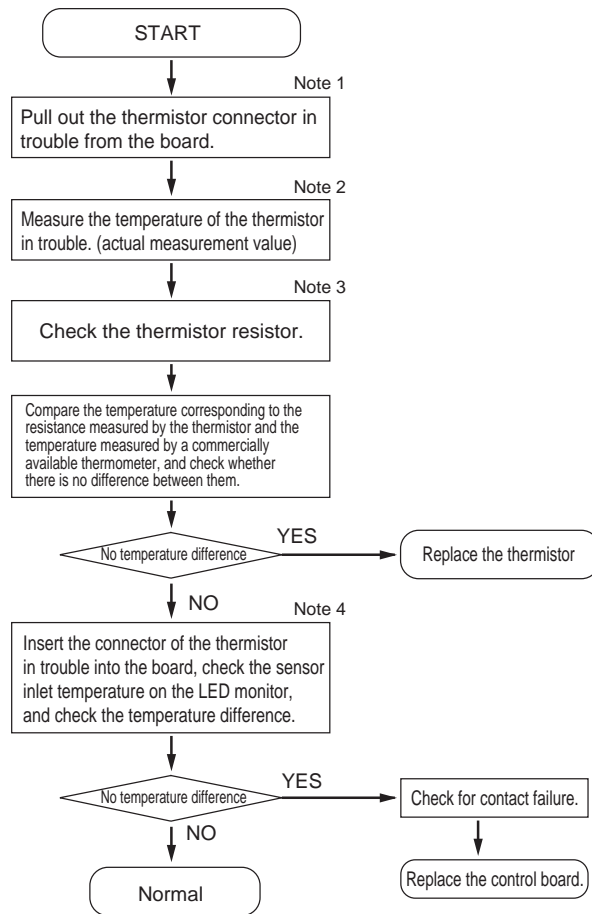 START
Note 1
Pull out the thermistor connector in
trouble from the board.
Note 2
Measure the temperature of the thermistor
in trouble. (actual measurement value)
Note 3
Check the thermistor resistor.
Compare the temperature corresponding to the
resistance measured by the thermistor and the
temperature measured by a commercially
available thermometer, and check whether
there is no difference between them.
No temperature difference
YES
Replace the thermistor
NO
Note 4
Insert the connector of the thermistor
in trouble into the board, check the sensor
inlet temperature on the LED monitor,
and check the temperature difference.
No temperature difference
YES
Check for contact failure.
NO
Replace the control board.
Normal